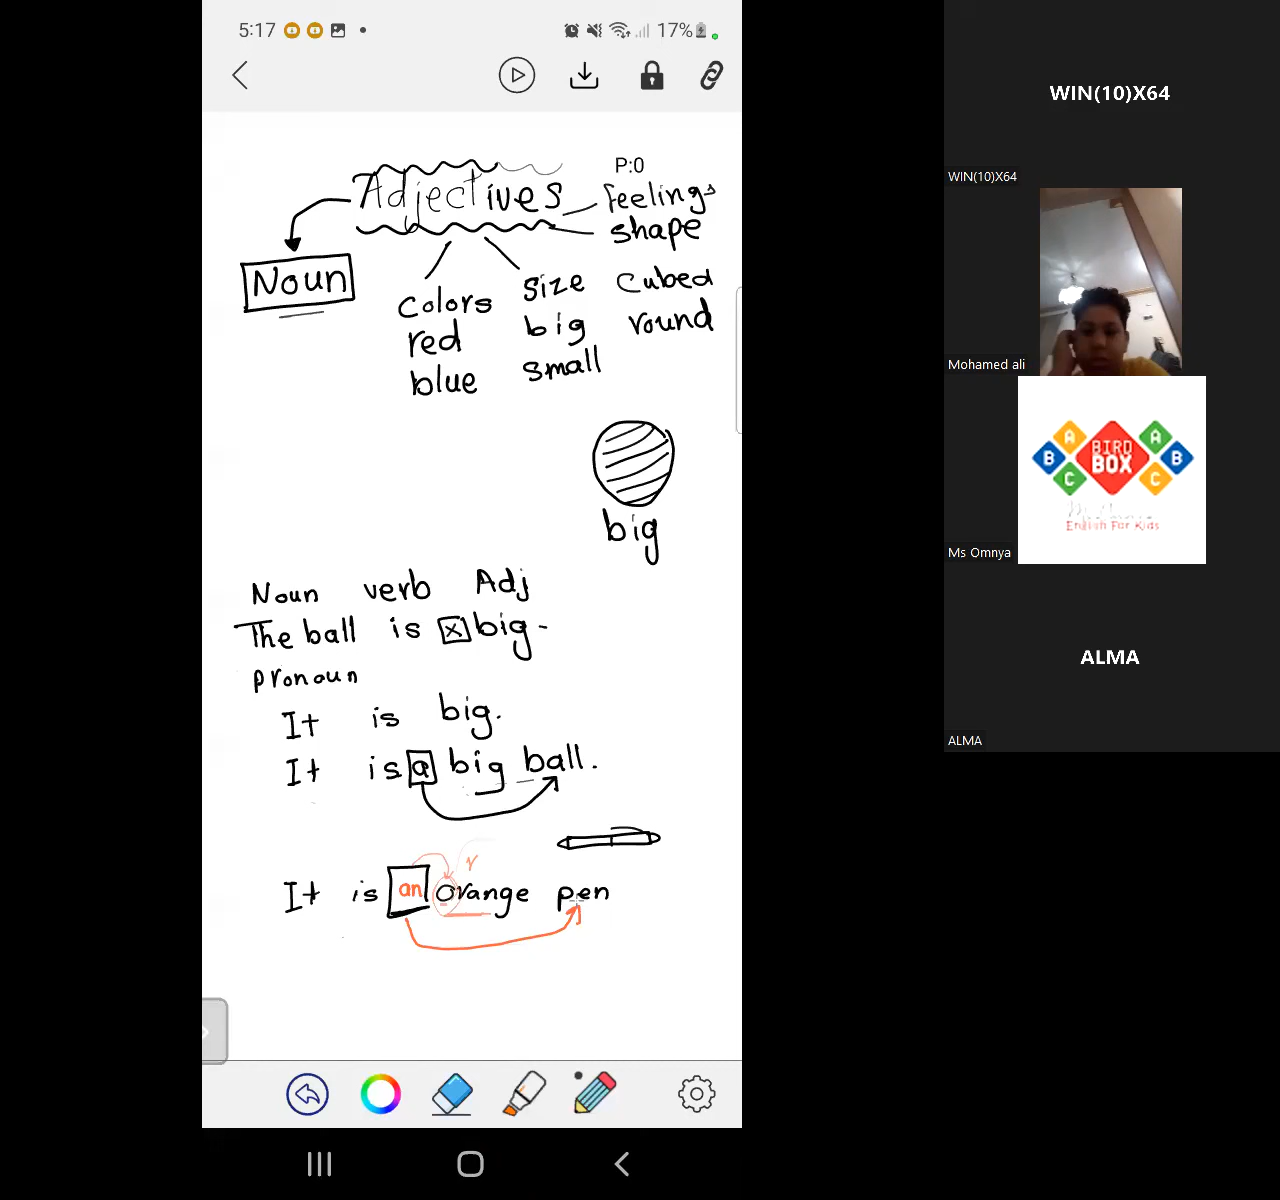 5:17
17%
P:0
Adjectives
feelings
shape
Noun
colors
size
cubed
red
big
round
blue
small
big
Noun verb Adj
The ball is x big.
pronoun
It is big.
It is a big ball.
v
It is an orange pen
WIN(10)X64
WIN(10)X64
Mohamed ali
A A
B BIRD BOX B
C C
English For Kids
Ms Omnya
ALMA
ALMA